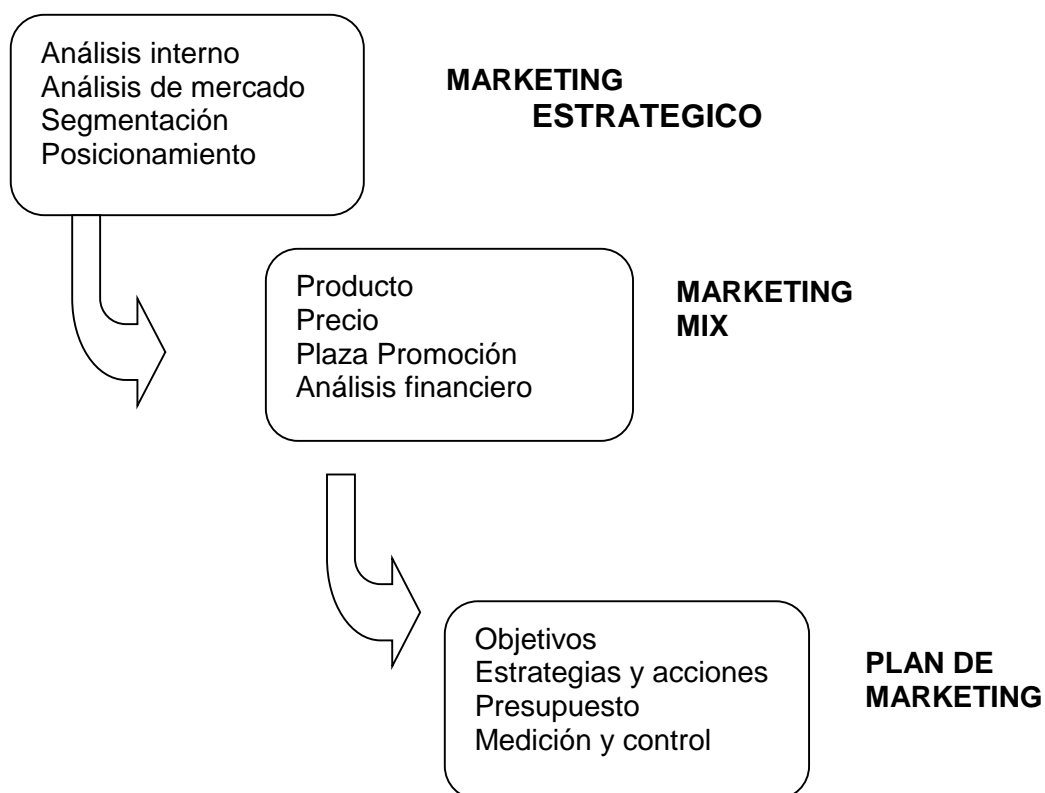 Análisis interno
Análisis de mercado
Segmentación
Posicionamiento
MARKETING
ESTRATEGICO
Producto
Precio
Plaza Promoción
Análisis financiero
MARKETING
MIX
Objetivos
Estrategias y acciones
Presupuesto
Medición y control
PLAN DE
MARKETING